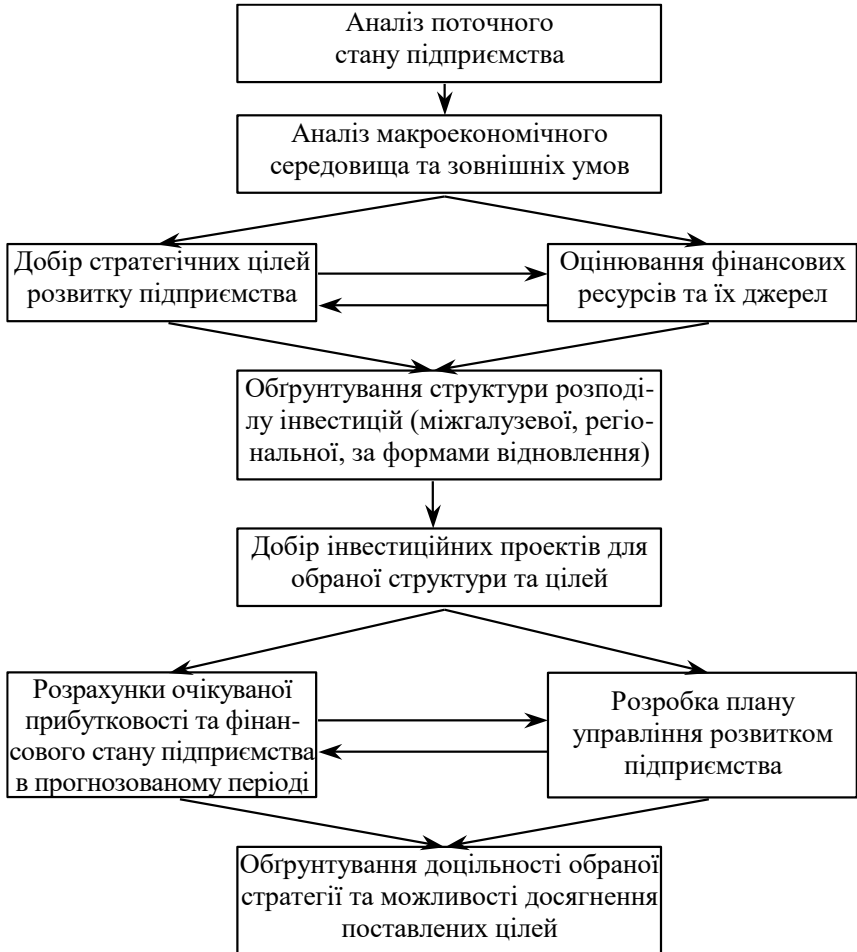 Аналіз поточного
стану підприємства
Аналіз макроекономічного
середовища та зовнішніх умов
Добір стратегічних цілей
розвитку підприємства
Оцінювання фінансових
ресурсів та їх джерел
Обґрунтування структури розподі-
лу інвестицій (міжгалузевої, регіо-
нальної, за формами відновлення)
Добір інвестиційних проектів для
обраної структури та цілей
Розрахунки очікуваної
прибутковості та фінан-
сового стану підприємства
в прогнозованому періоді
Розробка плану
управління розвитком
підприємства
Обґрунтування доцільності обраної
стратегії та можливості досягнення
поставлених цілей